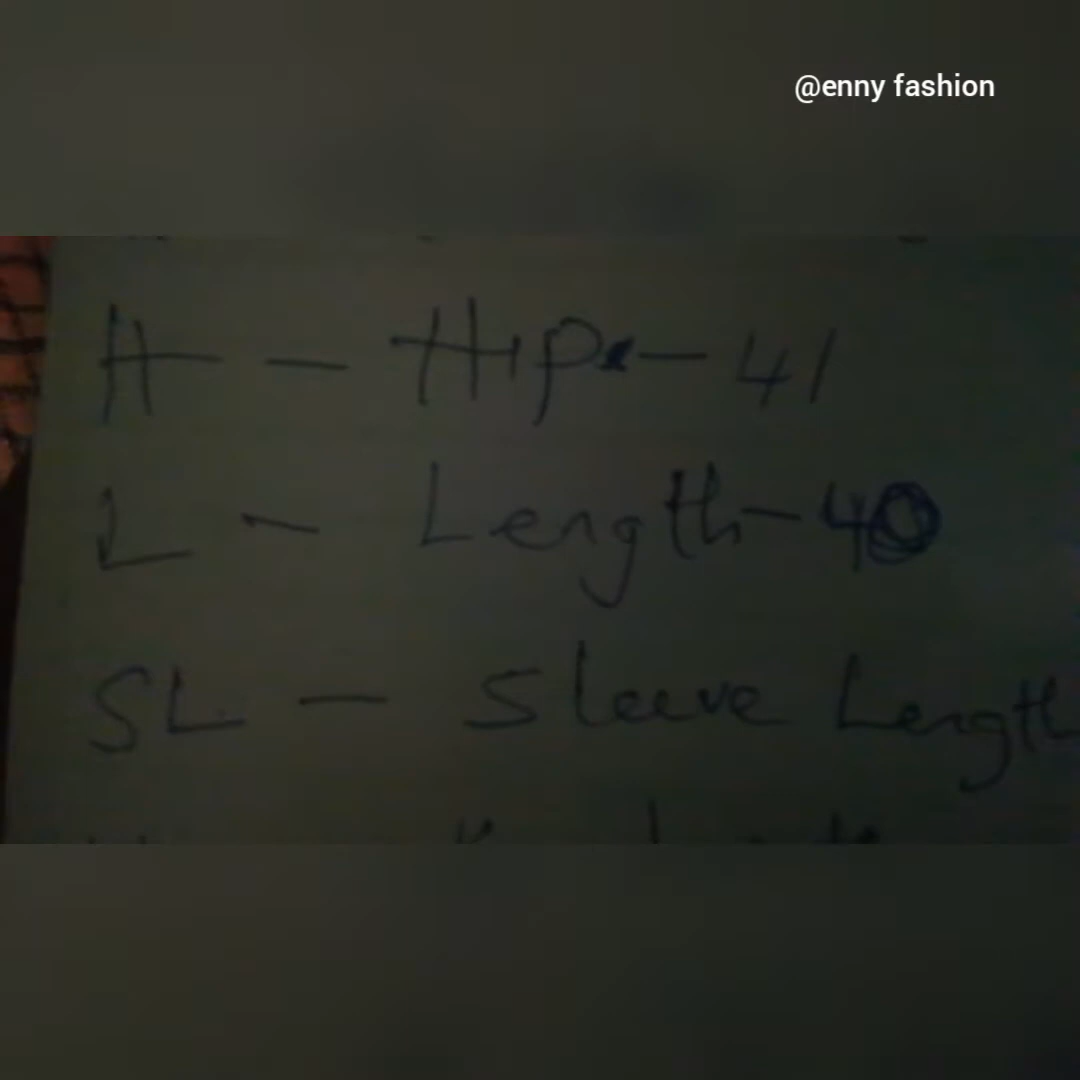 @enny fashion
H — Hip - 41
L - Length - 40
SL - Sleeve Length